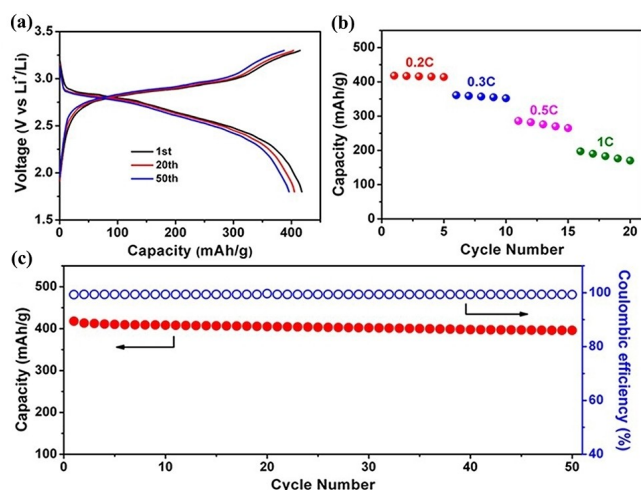 (a)
Voltage (V vs Li⁺/Li)
3.5
3.0
2.5
2.0
1.5
1st
20th
50th
0 100 200 300 400
Capacity (mAh/g)
(b)
Capacity (mAh/g)
500
400
300
200
100
0
0.2C
0.3C
0.5C
1C
0 5 10 15 20
Cycle Number
(c)
Capacity (mAh/g)
500
400
300
200
100
0 10 20 30 40 50
Cycle Number
120
100
80
60
40
Coulombic efficiency (%)